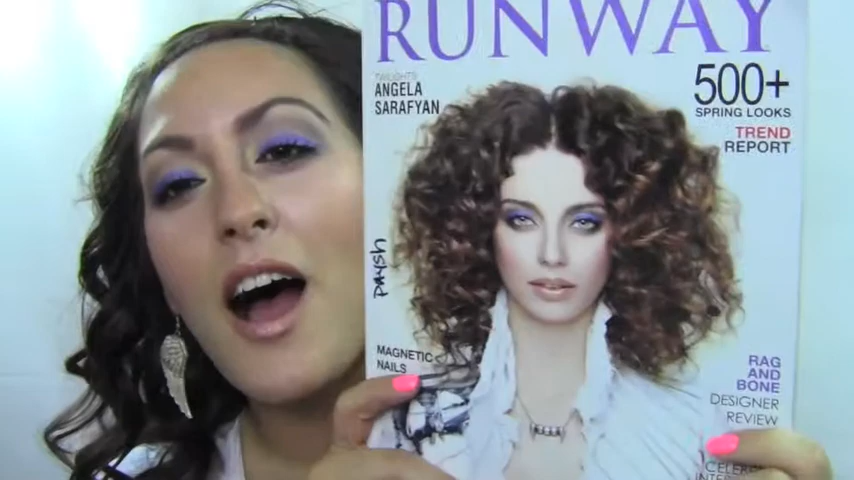 RUNWAY
TWILIGHT'S
ANGELA
SARAFYAN
500+
SPRING LOOKS
TREND
REPORT
paysh
MAGNETIC
NAILS
RAG
AND
BONE
DESIGNER
REVIEW